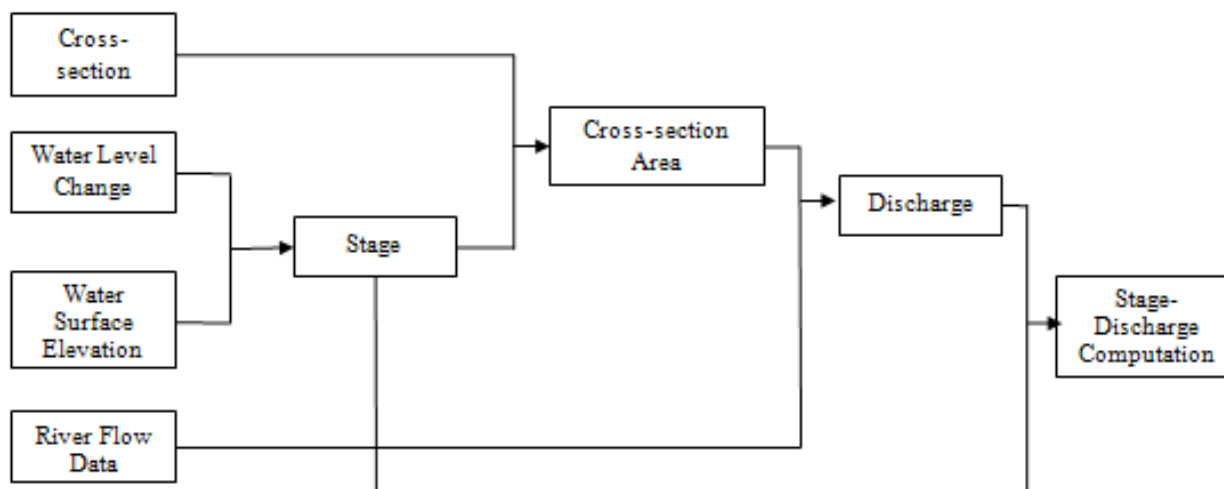 Cross-
section
Water Level
Change
Water
Surface
Elevation
River Flow
Data
Stage
Cross-section
Area
Discharge
Stage-
Discharge
Computation